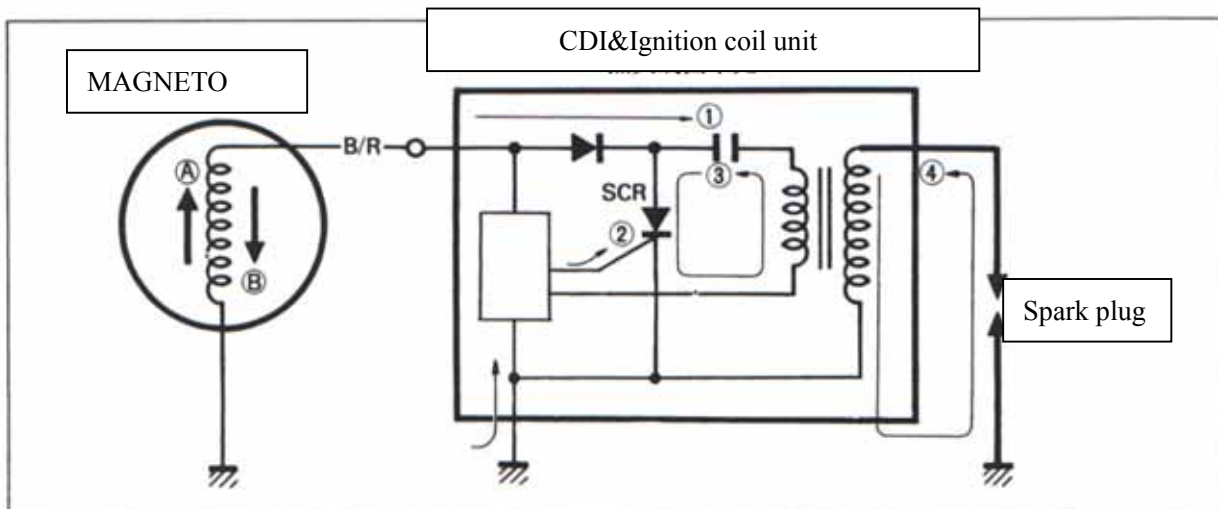 CDI&Ignition coil unit
MAGNETO
①
Ⓐ
B/R
③
④
SCR
②
Ⓑ
Spark plug